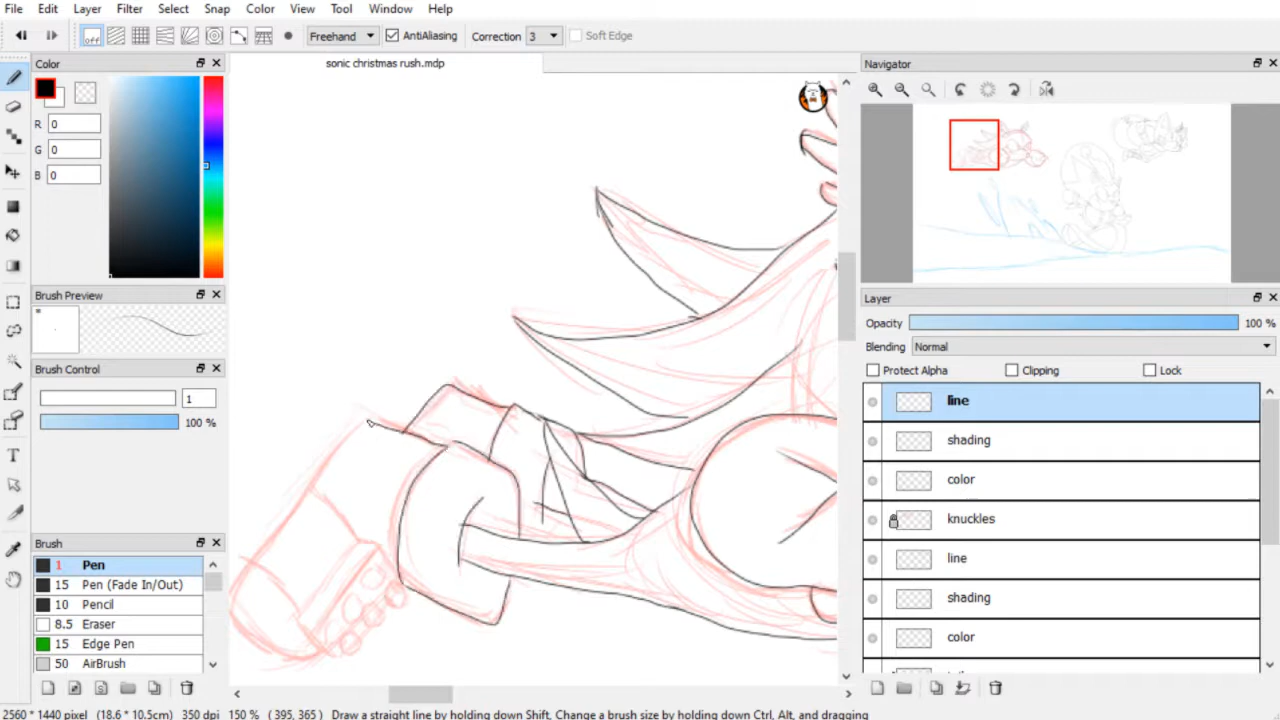 File Edit Layer Filter Select Snap Color View Tool Window Help
off Freehand AntiAliasing Correction 3 Soft Edge
Color
sonic christmas rush.mdp
Navigator
R 0
G 0
B 0
Brush Preview
Layer
Opacity 100 %
Blending Normal
Protect Alpha Clipping Lock
Brush Control
1
100 %
line
shading
color
knuckles
line
shading
color
Brush
1 Pen
15 Pen (Fade In/Out)
10 Pencil
8.5 Eraser
15 Edge Pen
50 AirBrush
2560 * 1440 pixel (18.6 * 10.5cm) 350 dpi 150 % ( 395, 365 ) Draw a straight line by holding down Shift, Change a brush size by holding down Ctrl, Alt, and dragging